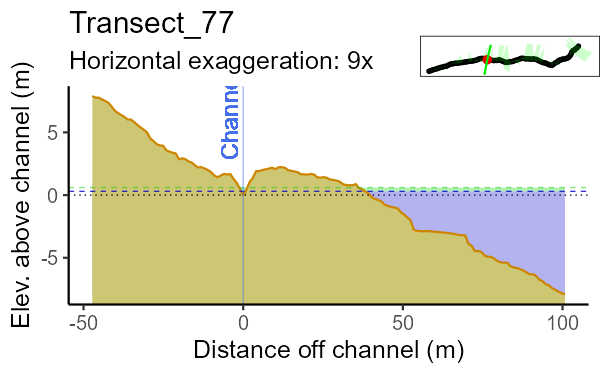 Transect_77
Horizontal exaggeration: 9x
Elev. above channel (m)
5
0
-5
Channe
-50
0
50
100
Distance off channel (m)